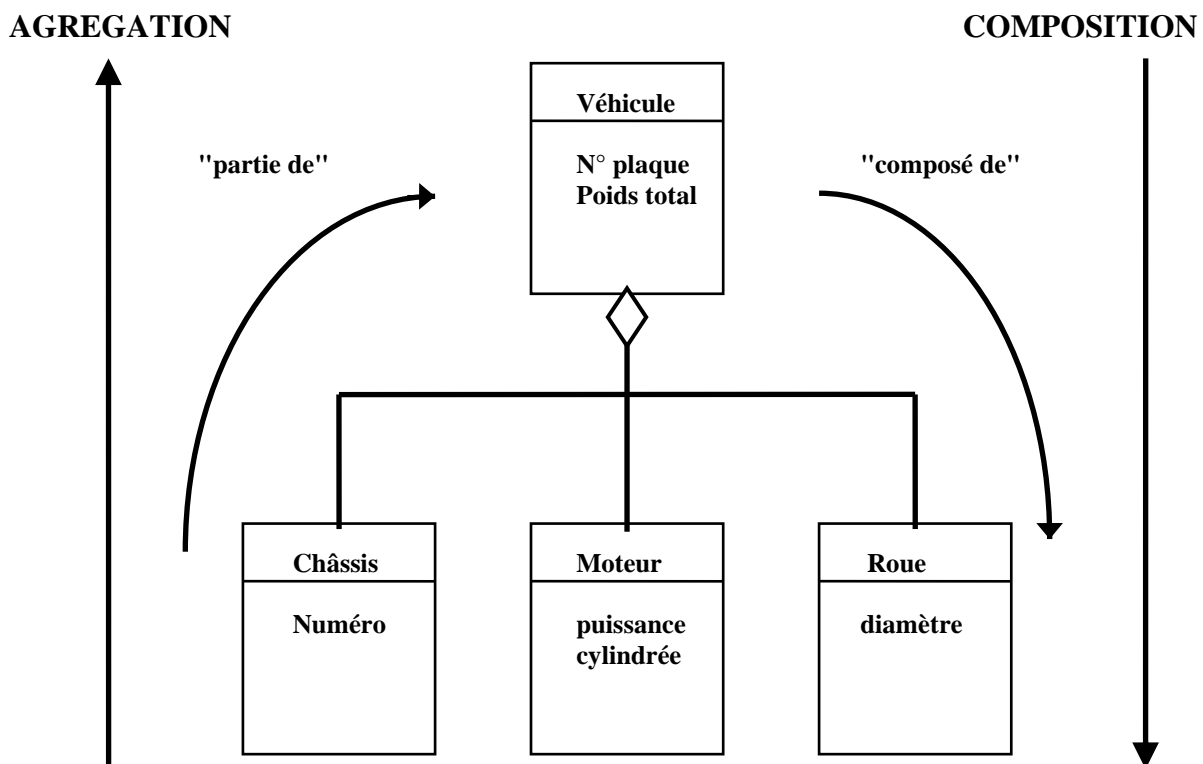 AGREGATION
COMPOSITION
Véhicule
"partie de"
N° plaque
Poids total
"composé de"
Châssis
Numéro
Moteur
puissance
cylindrée
Roue
diamètre